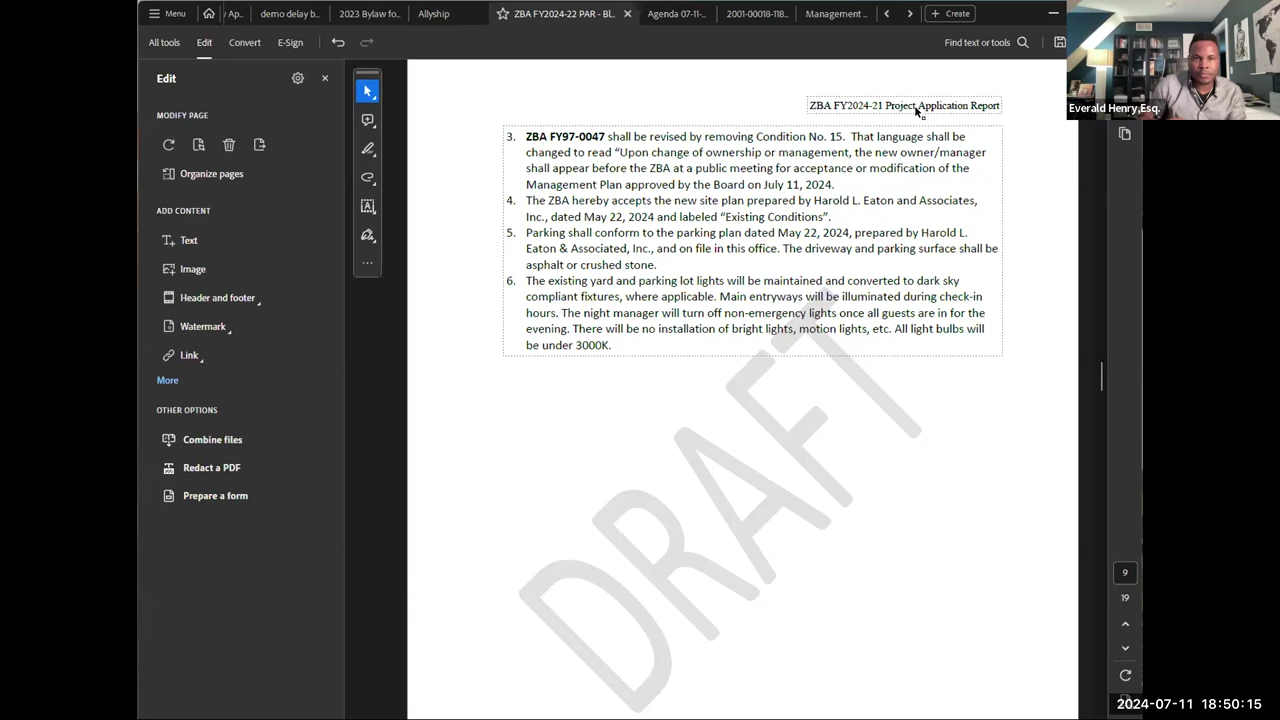 Menu
y Ap...
demo delay b...
2023 Bylaw fo...
Allyship
ZBA FY2024-22 PAR - BL...
Agenda 07-11-...
2001-00018-118...
Management ...
Create
All tools
Edit
Convert
E-Sign
Find text or tools
Everald Henry,Esq.
Edit
MODIFY PAGE
Organize pages
ADD CONTENT
Text
Image
Header and footer
Watermark
Link
More
OTHER OPTIONS
Combine files
Redact a PDF
Prepare a form
ZBA FY2024-21 Project Application Report
3. ZBA FY97-0047 shall be revised by removing Condition No. 15. That language shall be
changed to read “Upon change of ownership or management, the new owner/manager
shall appear before the ZBA at a public meeting for acceptance or modification of the
Management Plan approved by the Board on July 11, 2024.
4. The ZBA hereby accepts the new site plan prepared by Harold L. Eaton and Associates,
Inc., dated May 22, 2024 and labeled “Existing Conditions”.
5. Parking shall conform to the parking plan dated May 22, 2024, prepared by Harold L.
Eaton & Associated, Inc., and on file in this office. The driveway and parking surface shall be
asphalt or crushed stone.
6. The existing yard and parking lot lights will be maintained and converted to dark sky
compliant fixtures, where applicable. Main entryways will be illuminated during check-in
hours. The night manager will turn off non-emergency lights once all guests are in for the
evening. There will be no installation of bright lights, motion lights, etc. All light bulbs will
be under 3000K.
DRAFT
9
19
2024-07-11 18:50:15